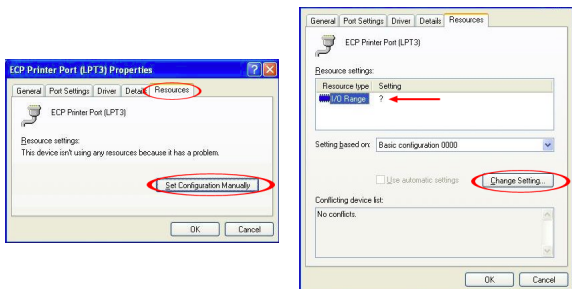 ECP Printer Port (LPT3) Properties
General Port Settings Driver Details Resources
ECP Printer Port (LPT3)
Resource settings:
This device isn't using any resources because it has a problem.
Set Configuration Manually
OK Cancel
General Port Settings Driver Details Resources
ECP Printer Port (LPT3)
Resource settings:
Resource type Setting
I/O Range ?
Setting based on: Basic configuration 0000
Use automatic settings Change Setting...
Conflicting device list:
No conflicts.
OK Cancel